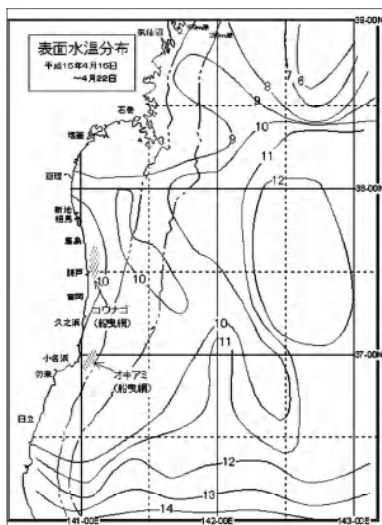 39-00N
気仙沼
表面水温分布
平成15年4月16日
～4月22日
石巻
塩釜
亘理
新地
相馬
鹿島
請戸
富岡
久之浜
小名浜
勿来
日立
コウナゴ
(船曳網)
オキアミ
(船曳網)
38-00N
37-00N
6
7
8
9
9
10
11
12
10
10
10
11
12
13
14
141-00E
142-00E
143-00E